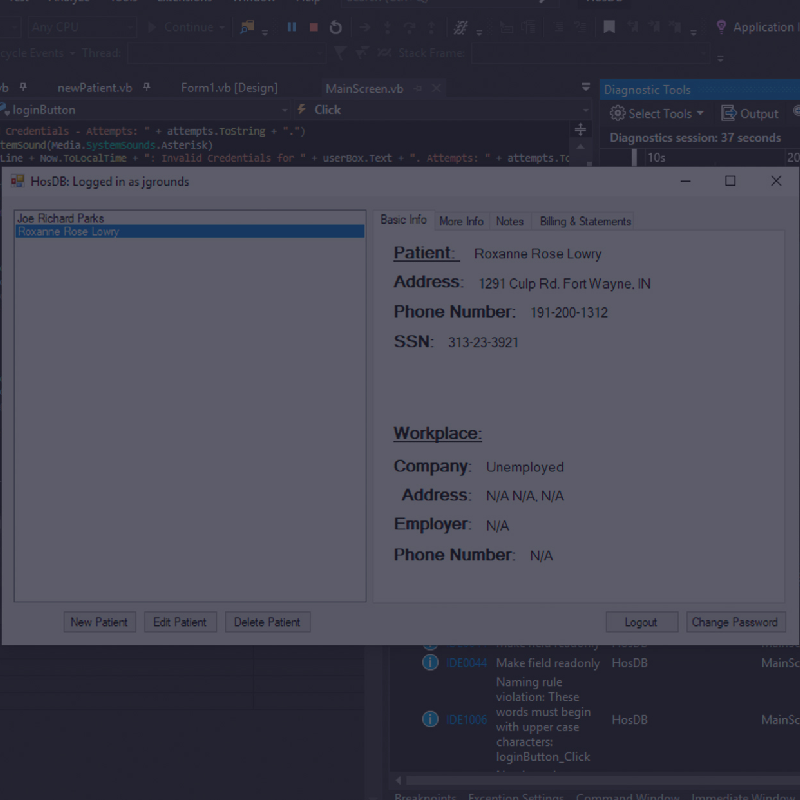 Any CPU
Continue
cycle Events
Thread:
Stack Frame:
Application
newPatient.vb
Form1.vb [Design]
MainScreen.vb
loginButton
Click
Credentials - Attempts: " + attempts.ToString + ".")
temSound(Media.SystemSounds.Asterisk)
Line + Now.ToLocalTime + ": Invalid Credentials for " + userBox.Text + ". Attempts: " + attempts.To
Diagnostic Tools
Select Tools
Output
Diagnostics session: 37 seconds
10s
20
HosDB: Logged in as jgrounds
Joe Richard Parks
Roxanne Rose Lowry
Basic Info
More Info
Notes
Billing & Statements
Patient: Roxanne Rose Lowry
Address: 1291 Culp Rd. Fort Wayne, IN
Phone Number: 191-200-1312
SSN: 313-23-3921
Workplace:
Company: Unemployed
Address: N/A N/A, N/A
Employer: N/A
Phone Number: N/A
New Patient
Edit Patient
Delete Patient
Logout
Change Password
IDE0044 Make field readonly HosDB MainSc
Naming rule
violation: These
words must begin
IDE1006 with upper case HosDB MainSc
characters:
loginButton_Click
Breakpoints Exception Settings Command Window Immediate Window